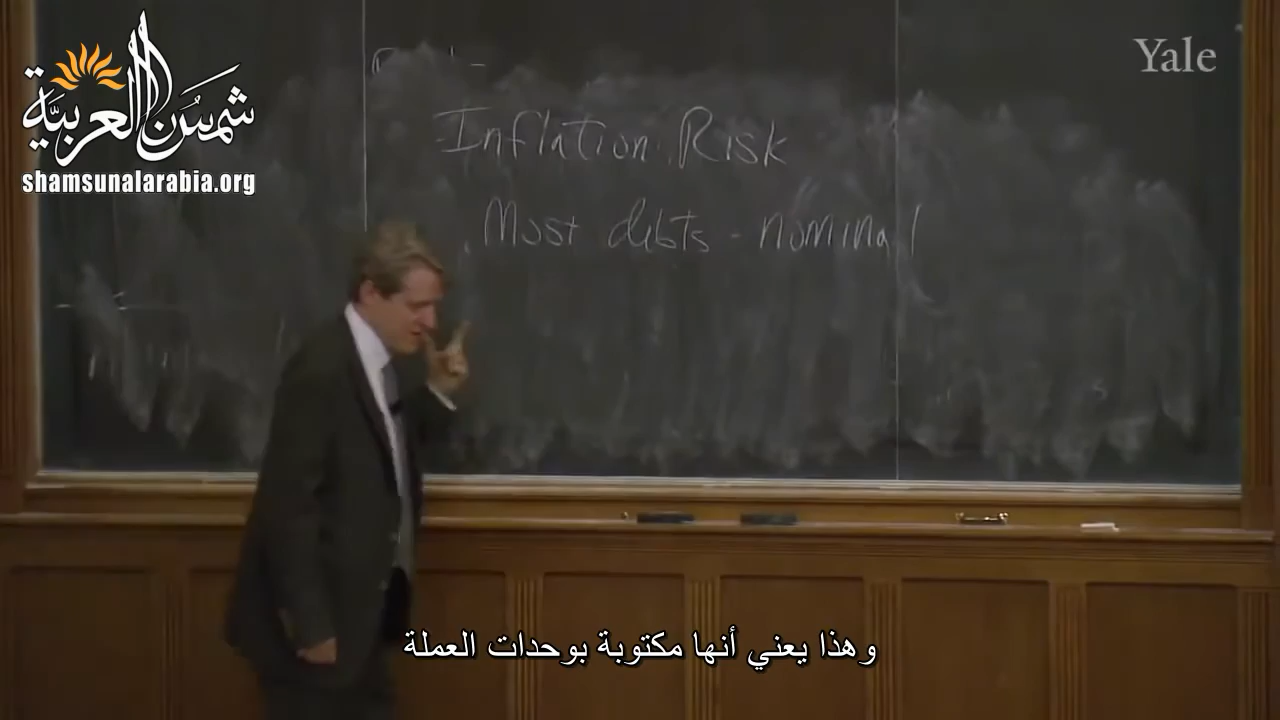 شمس العربية
shamsunalarabia.org
Yale
Inflation Risk
Most debts - nominal
وهذا يعني أنها مكتوبة بوحدات العملة